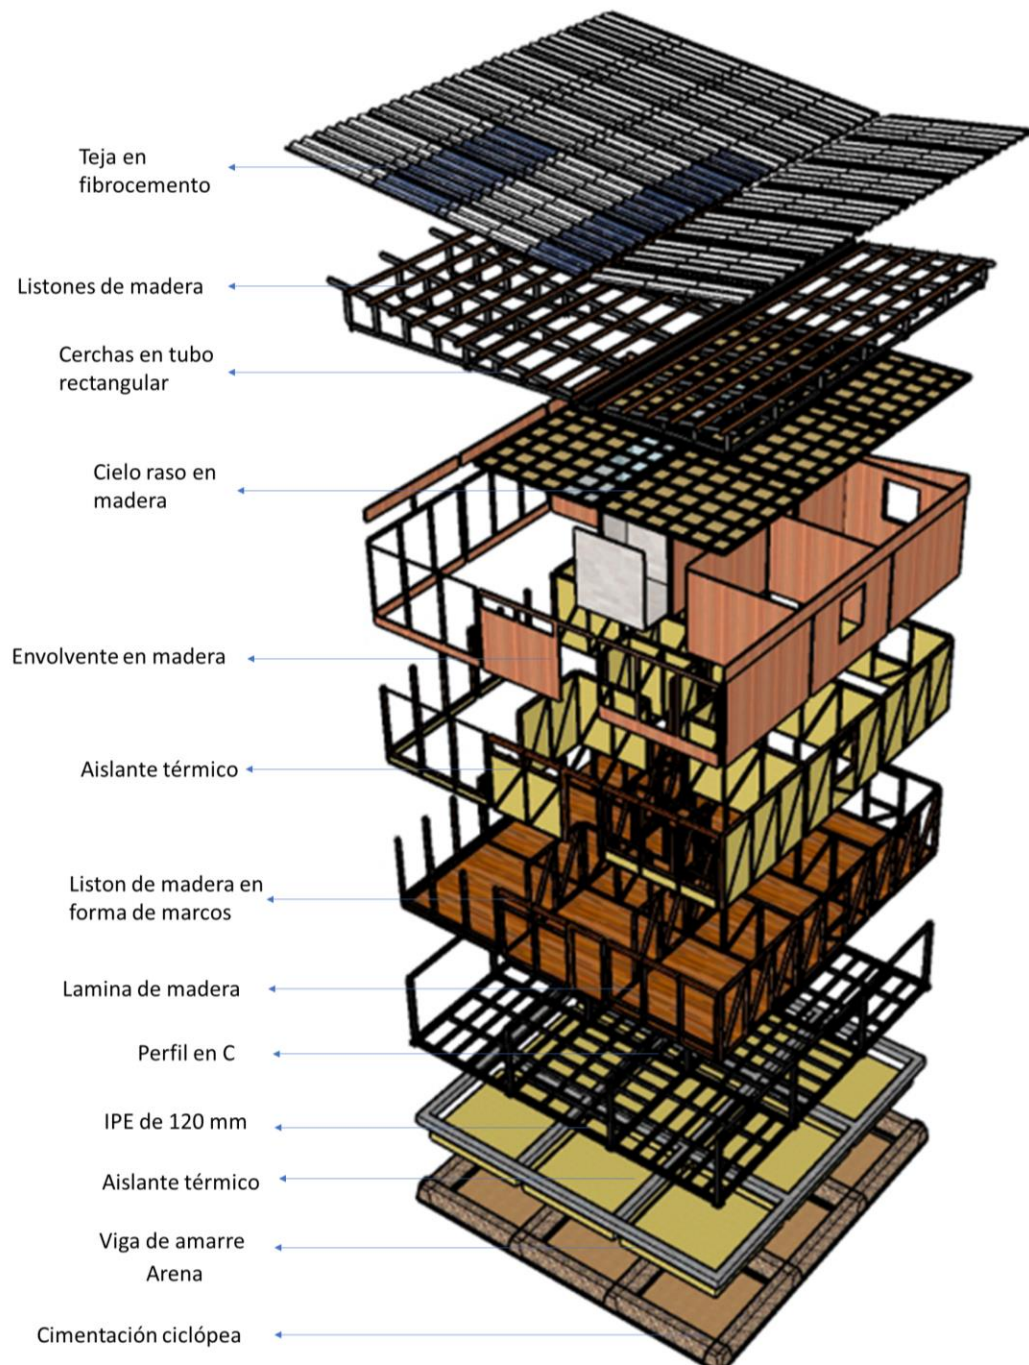 Teja en
fibrocemento
Listones de madera
Cerchas en tubo
rectangular
Cielo raso en
madera
Envolvente en madera
Aislante térmico
Liston de madera en
forma de marcos
Lamina de madera
Perfil en C
IPE de 120 mm
Aislante térmico
Viga de amarre
Arena
Cimentación ciclópea